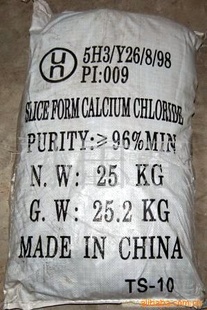 un
5H3/Y26/8/98
PI:009
SLICE FORM CALCIUM CHLORIDE
PURITY:≥96%MIN
N. W: 25 KG
G. W: 25.2 KG
MADE IN CHINA
TS-10